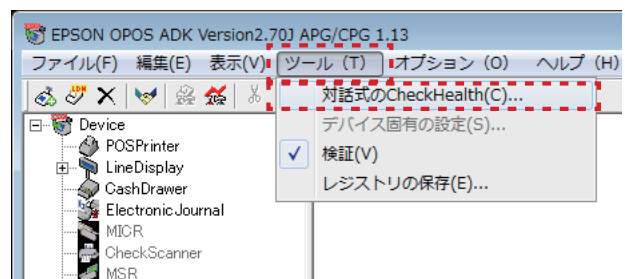 EPSON OPOS ADK Version2.70J APG/CPG 1.13
ファイル(F) 編集(E) 表示(V) ツール (T) オプション (O) ヘルプ (H)
対話式のCheckHealth(C)...
デバイス固有の設定(S)...
検証(V)
レジストリの保存(E)...
Device
POSPrinter
LineDisplay
CashDrawer
ElectronicJournal
MICR
CheckScanner
MSR